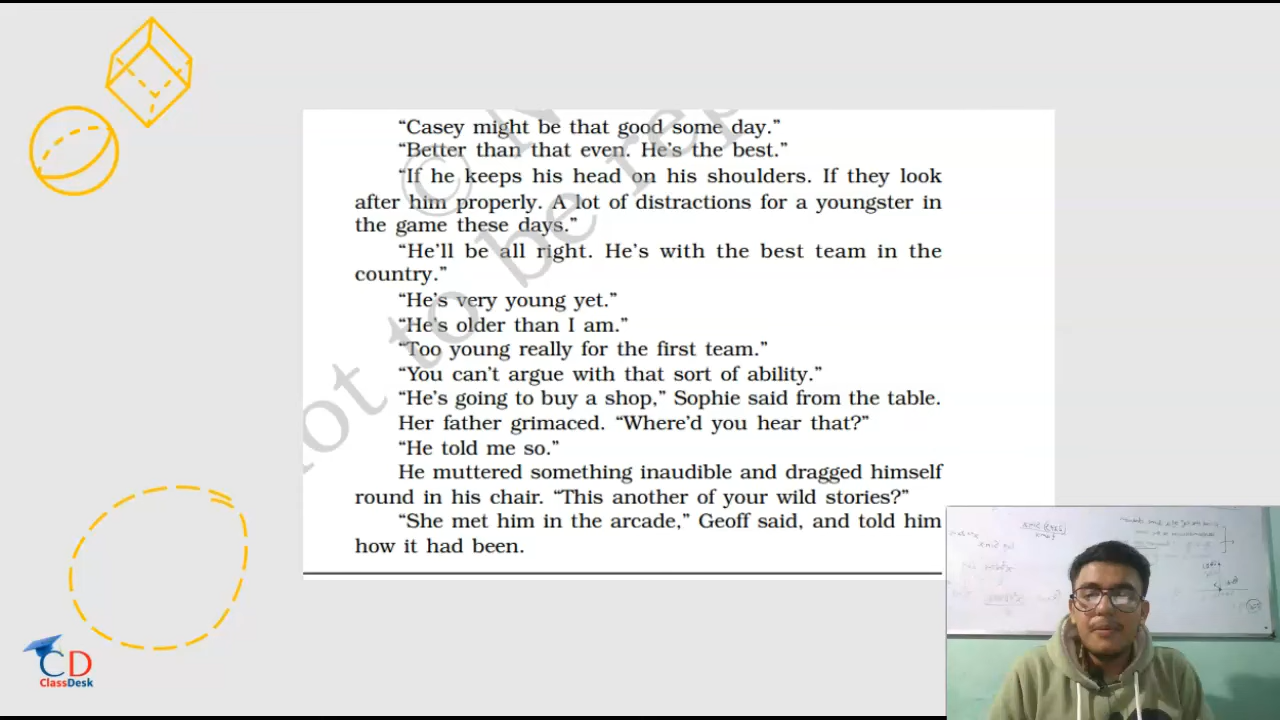 “Casey might be that good some day.”
“Better than that even. He’s the best.”
“If he keeps his head on his shoulders. If they look
after him properly. A lot of distractions for a youngster in
the game these days.”
“He’ll be all right. He’s with the best team in the
country.”
“He’s very young yet.”
“He’s older than I am.”
“Too young really for the first team.”
“You can’t argue with that sort of ability.”
“He’s going to buy a shop,” Sophie said from the table.
Her father grimaced. “Where’d you hear that?”
“He told me so.”
He muttered something inaudible and dragged himself
round in his chair. “This another of your wild stories?”
“She met him in the arcade,” Geoff said, and told him
how it had been.
©
not to be rep
CD
ClassDesk